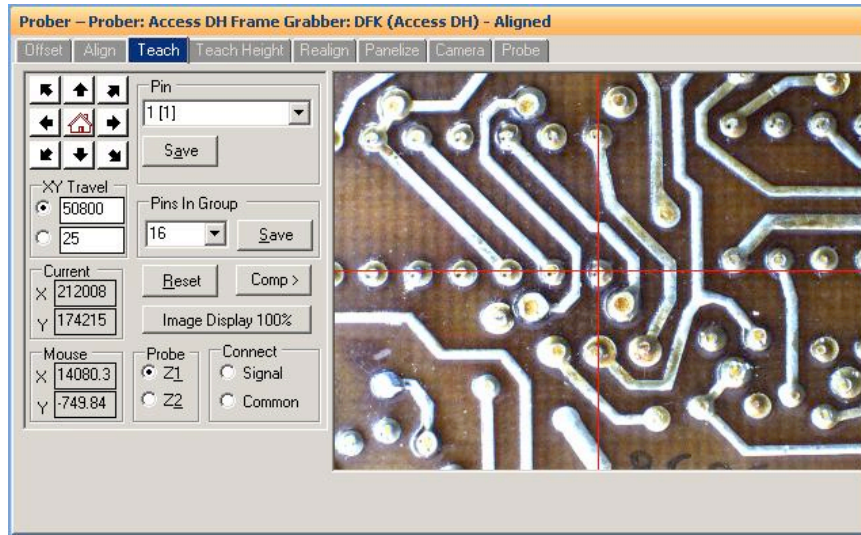 Prober – Prober: Access DH Frame Grabber: DFK (Access DH) - Aligned
Offset Align Teach Teach Height Realign Panelize Camera Probe
Pin
1 [1]
Save
XY Travel
50800
25
Pins In Group
16 Save
Current
X 212008
Y 174215
Reset Comp >
Image Display 100%
Mouse
X 14080.3
Y -749.84
Probe
Z1
Z2
Connect
Signal
Common